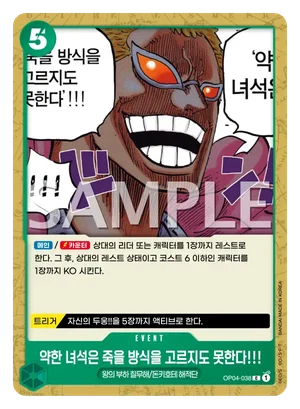 5
죽을 방식을
고르지도
못한다'!!!
'약한
녀석은
!!!
SAMPLE
메인 / 카운터 상대의 리더 또는 캐릭터를 1장까지 레스트로
한다. 그 후, 상대의 레스트 상태이고 코스트 6 이하인 캐릭터를
1장까지 KO 시킨다.
트리거 자신의 두웅!!을 5장까지 액티브로 한다.
EVENT
약한 녀석은 죽을 방식을 고르지도 못한다!!!
왕의 부하 칠무해/돈키호테 해적단
OP04-038 R 1
BANDAI MADE IN KOREA